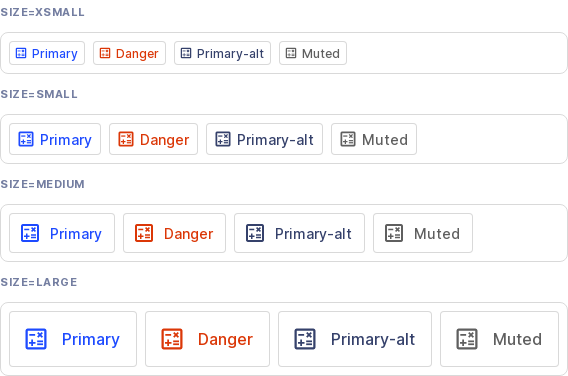 SIZE=XSMALL
Primary Danger Primary-alt Muted
SIZE=SMALL
Primary Danger Primary-alt Muted
SIZE=MEDIUM
Primary Danger Primary-alt Muted
SIZE=LARGE
Primary Danger Primary-alt Muted